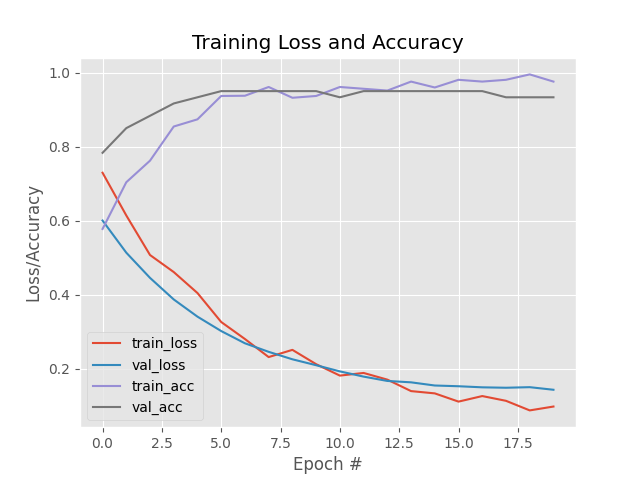 Training Loss and Accuracy
1.0
0.8
0.6
0.4
0.2
Loss/Accuracy
train_loss
val_loss
train_acc
val_acc
0.0 2.5 5.0 7.5 10.0 12.5 15.0 17.5
Epoch #